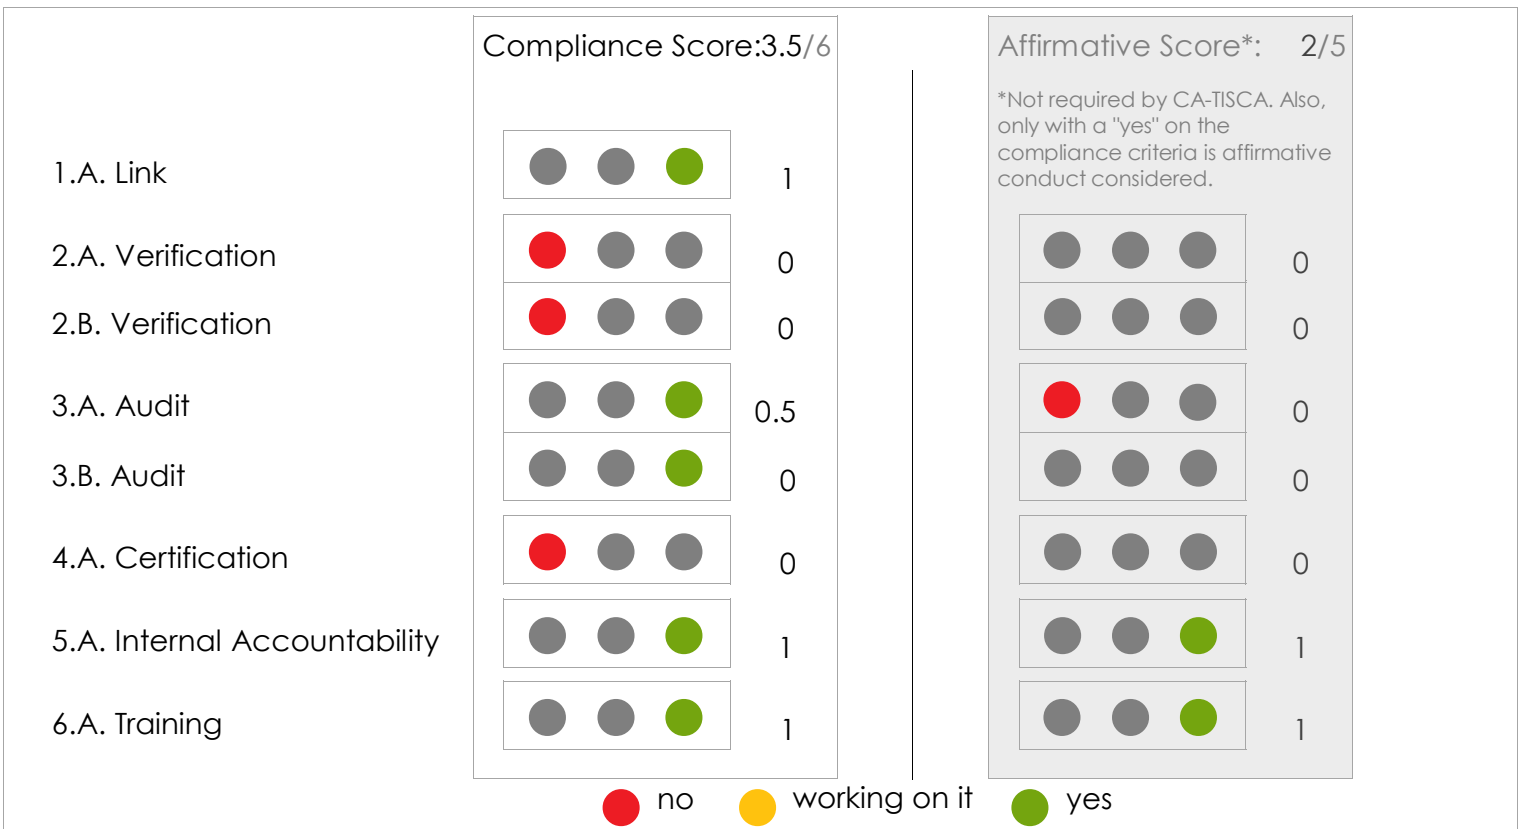 Compliance Score:3.5/6
Affirmative Score*: 2/5
*Not required by CA-TISCA. Also,
only with a "yes" on the
compliance criteria is affirmative
conduct considered.
1.A. Link 1
2.A. Verification 0 0
2.B. Verification 0 0
3.A. Audit 0.5 0
3.B. Audit 0 0
4.A. Certification 0 0
5.A. Internal Accountability 1 1
6.A. Training 1 1
no working on it yes